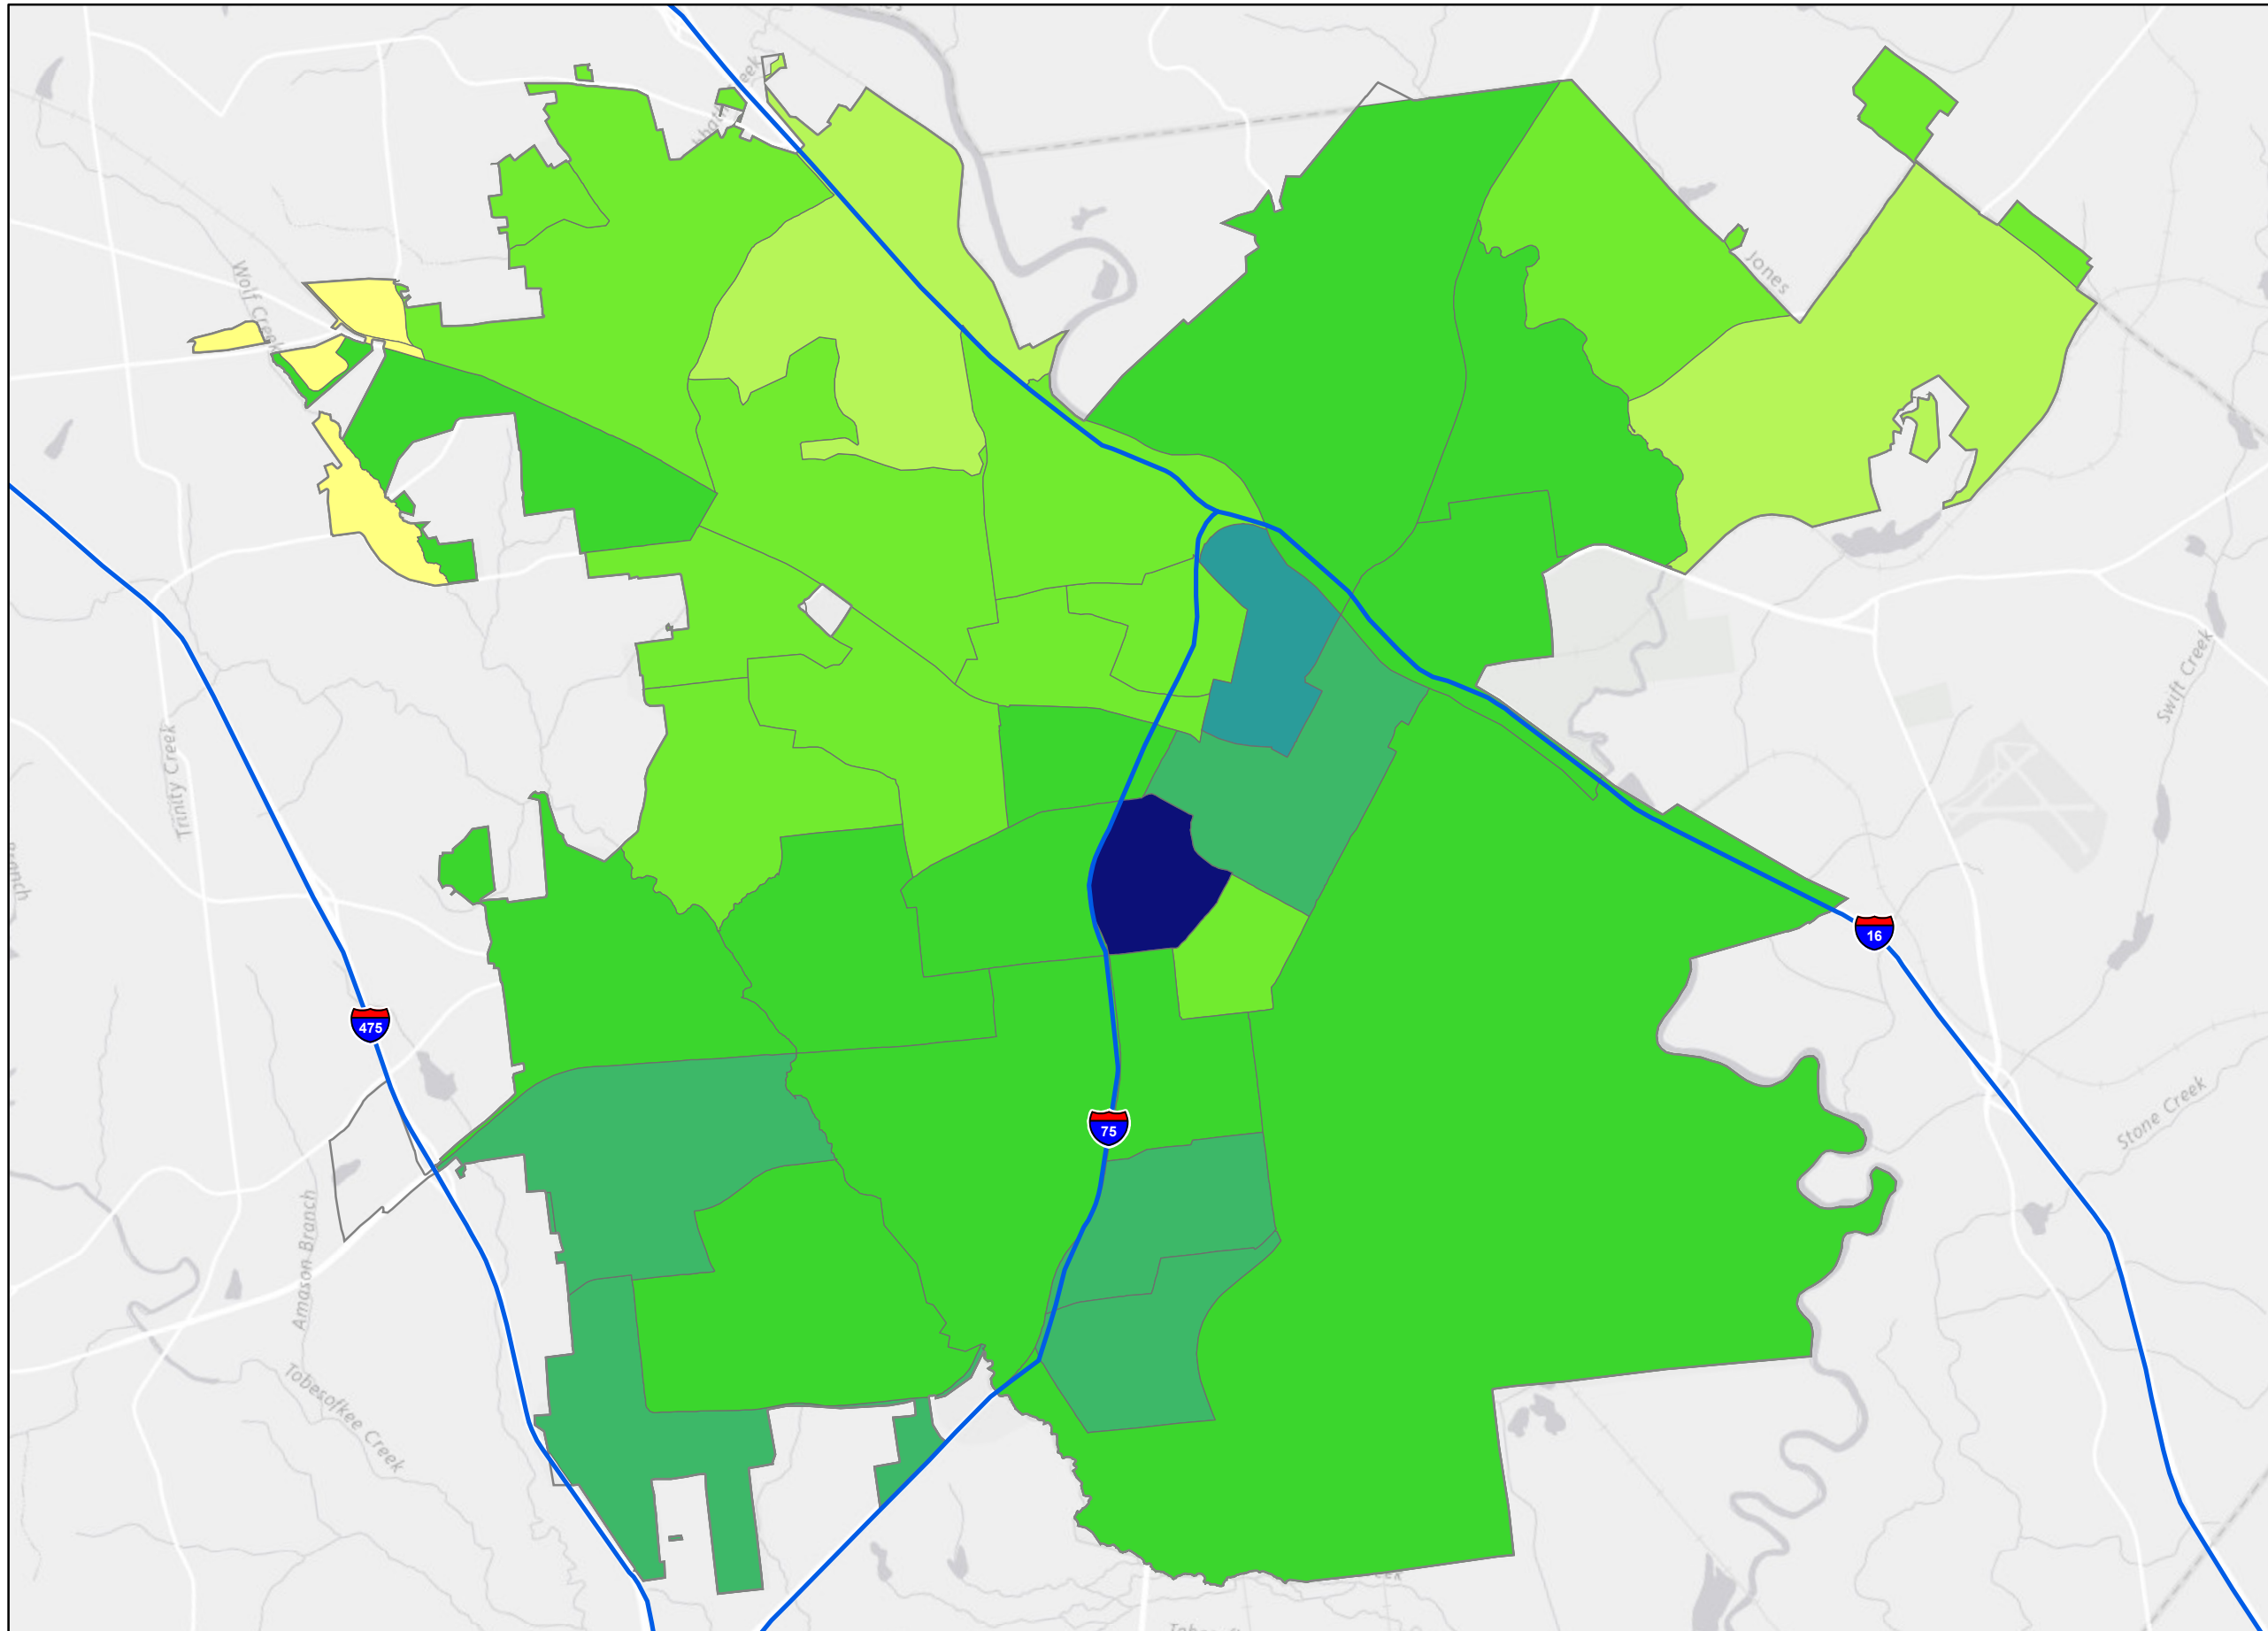 Jones
Wolf Creek
Swift Creek
Trinity Creek
16
475
75
Stone Creek
Amason Branch
Tobesofkee Creek